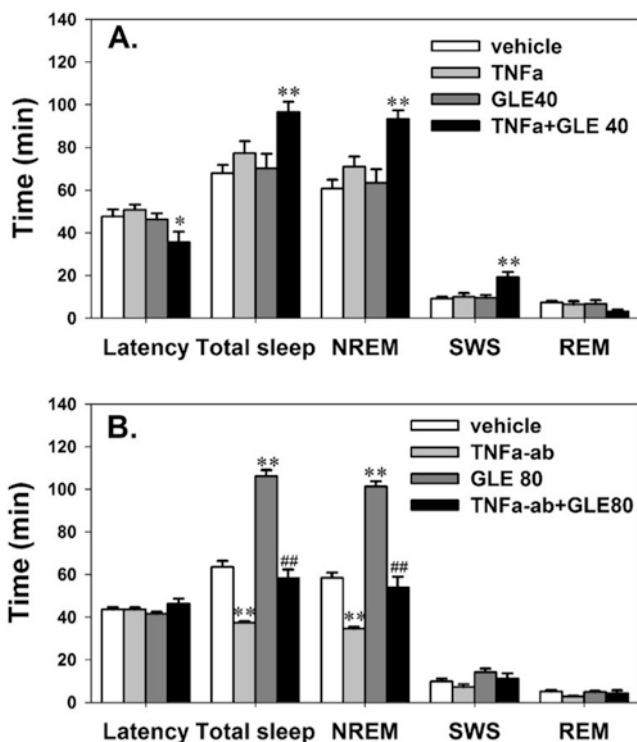 A.
vehicle
TNFa
GLE40
TNFa+GLE 40
Time (min)
140
120
100
80
60
40
20
0
*
**
**
**
Latency Total sleep NREM SWS REM
B.
vehicle
TNFa-ab
GLE 80
TNFa-ab+GLE80
Time (min)
140
120
100
80
60
40
20
0
**
**
##
**
**
##
Latency Total sleep NREM SWS REM